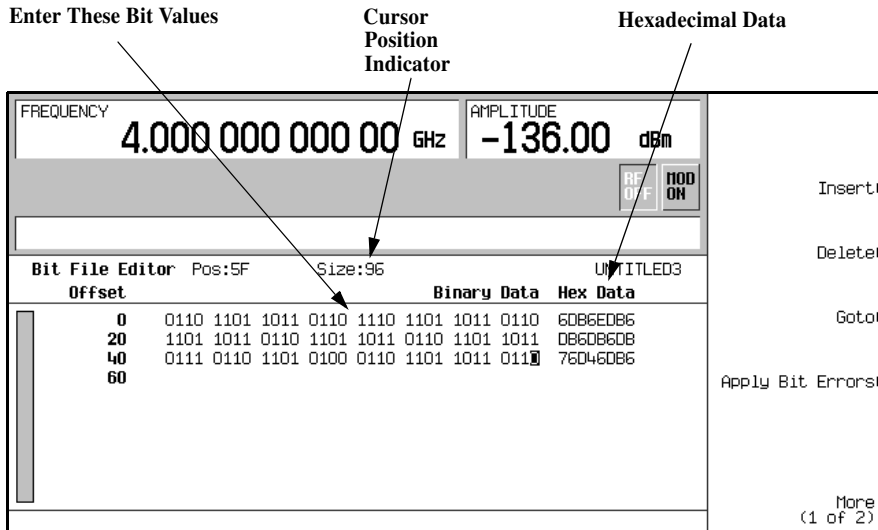 Enter These Bit Values
Cursor
Position
Indicator
Hexadecimal Data
FREQUENCY
4.000 000 000 00 GHz
AMPLITUDE
-136.00 dBm
RF
OFF
MOD
ON
Insert
Delete
Goto
Apply Bit Errors
More
(1 of 2)
Bit File Editor Pos:5F Size:96 UNTITLED3
Offset Binary Data Hex Data
0 0110 1101 1011 0110 1110 1101 1011 0110 6DB6EDB6
20 1101 1011 0110 1101 1011 0110 1101 1011 DB6DB6DB
40 0111 0110 1101 0100 0110 1101 1011 0110 76D46DB6
60